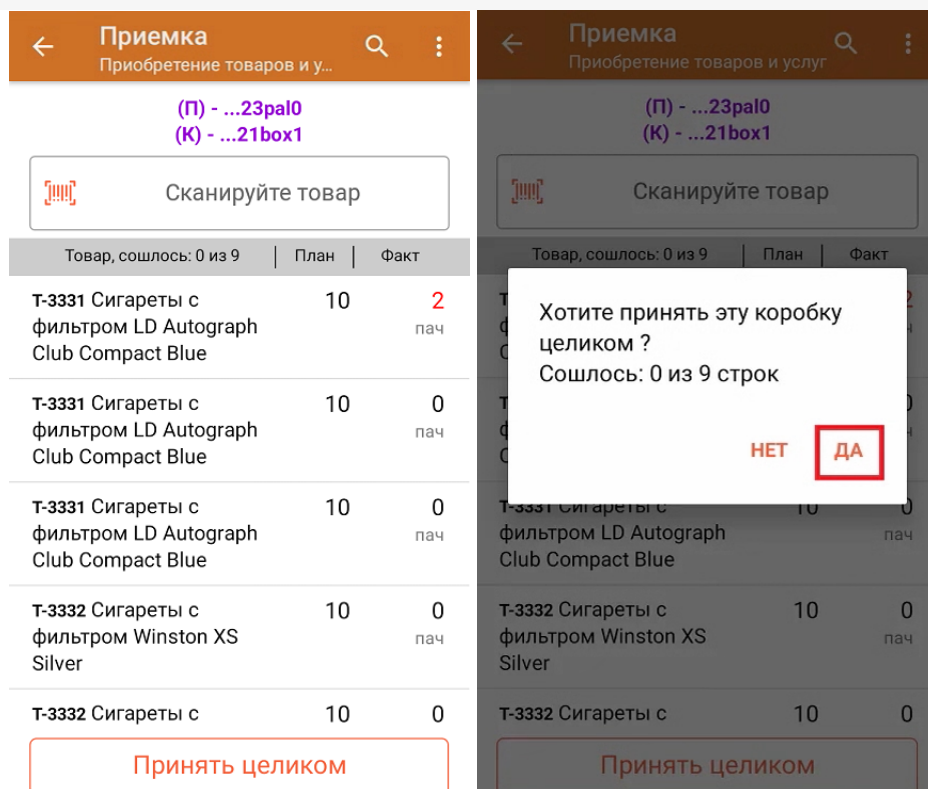 Приемка
Приобретение товаров и у...
(П) - ...23pal0
(К) - ...21box1
Сканируйте товар
Товар, сошлось: 0 из 9 | План | Факт
Т-3331 Сигареты с 10 2
фильтром LD Autograph пач
Club Compact Blue
Т-3331 Сигареты с 10 0
фильтром LD Autograph пач
Club Compact Blue
Т-3331 Сигареты с 10 0
фильтром LD Autograph пач
Club Compact Blue
Т-3332 Сигареты с 10 0
фильтром Winston XS пач
Silver
Т-3332 Сигареты с 10 0
Принять целиком
Приемка
Приобретение товаров и услуг
(П) - ...23pal0
(К) - ...21box1
Сканируйте товар
Товар, сошлось: 0 из 9 | План | Факт
Хотите принять эту коробку
целиком ?
Сошлось: 0 из 9 строк
НЕТ ДА
Т-3331 Сигареты с 10 0
фильтром LD Autograph пач
Club Compact Blue
Т-3332 Сигареты с 10 0
фильтром Winston XS пач
Silver
Т-3332 Сигареты с 10 0
Принять целиком